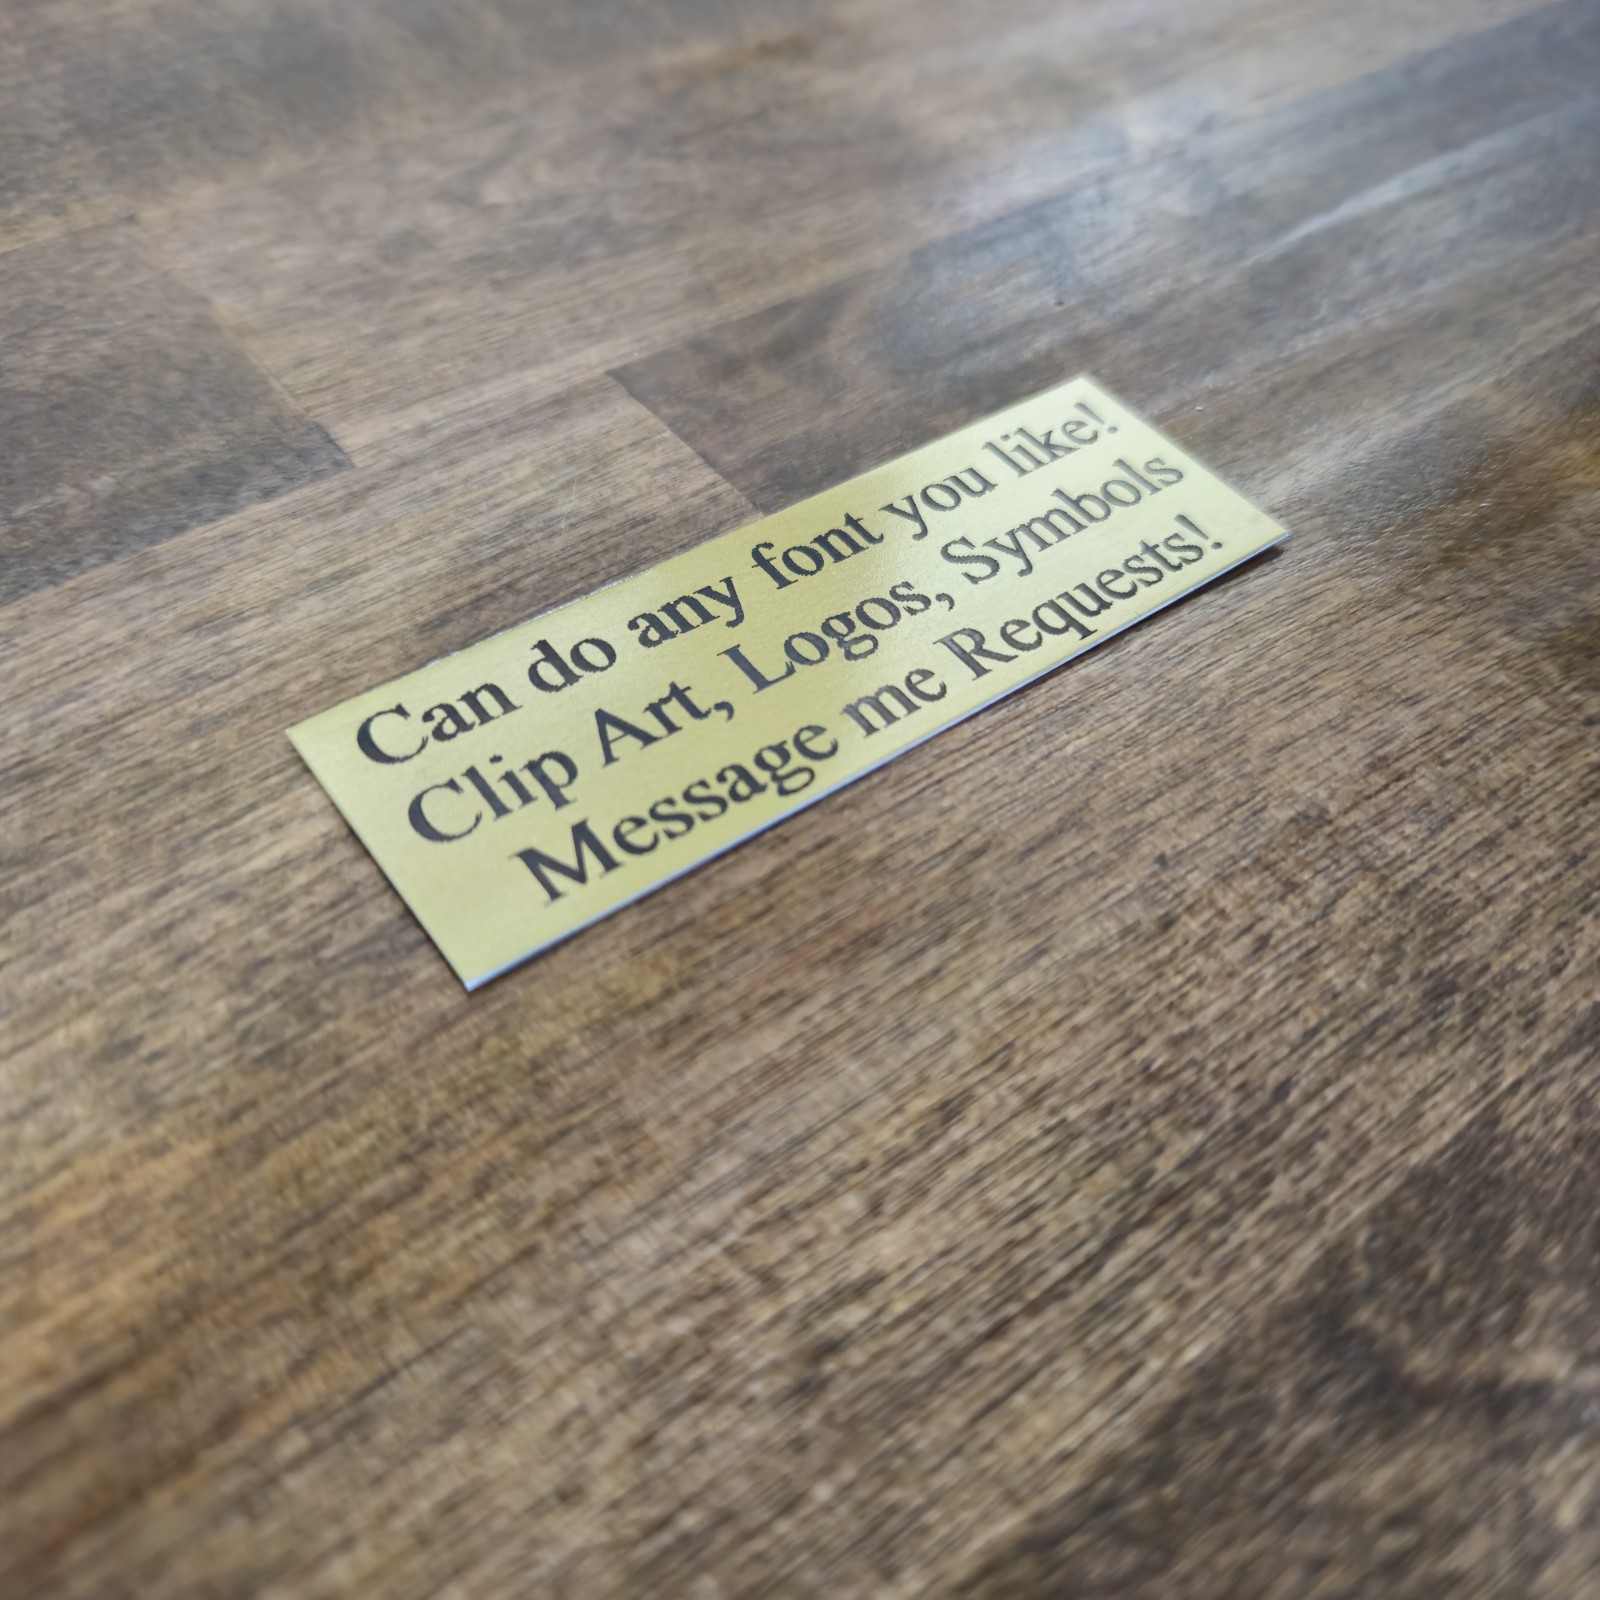 Can do any font you like!
Clip Art, Logos, Symbols
Message me Requests!